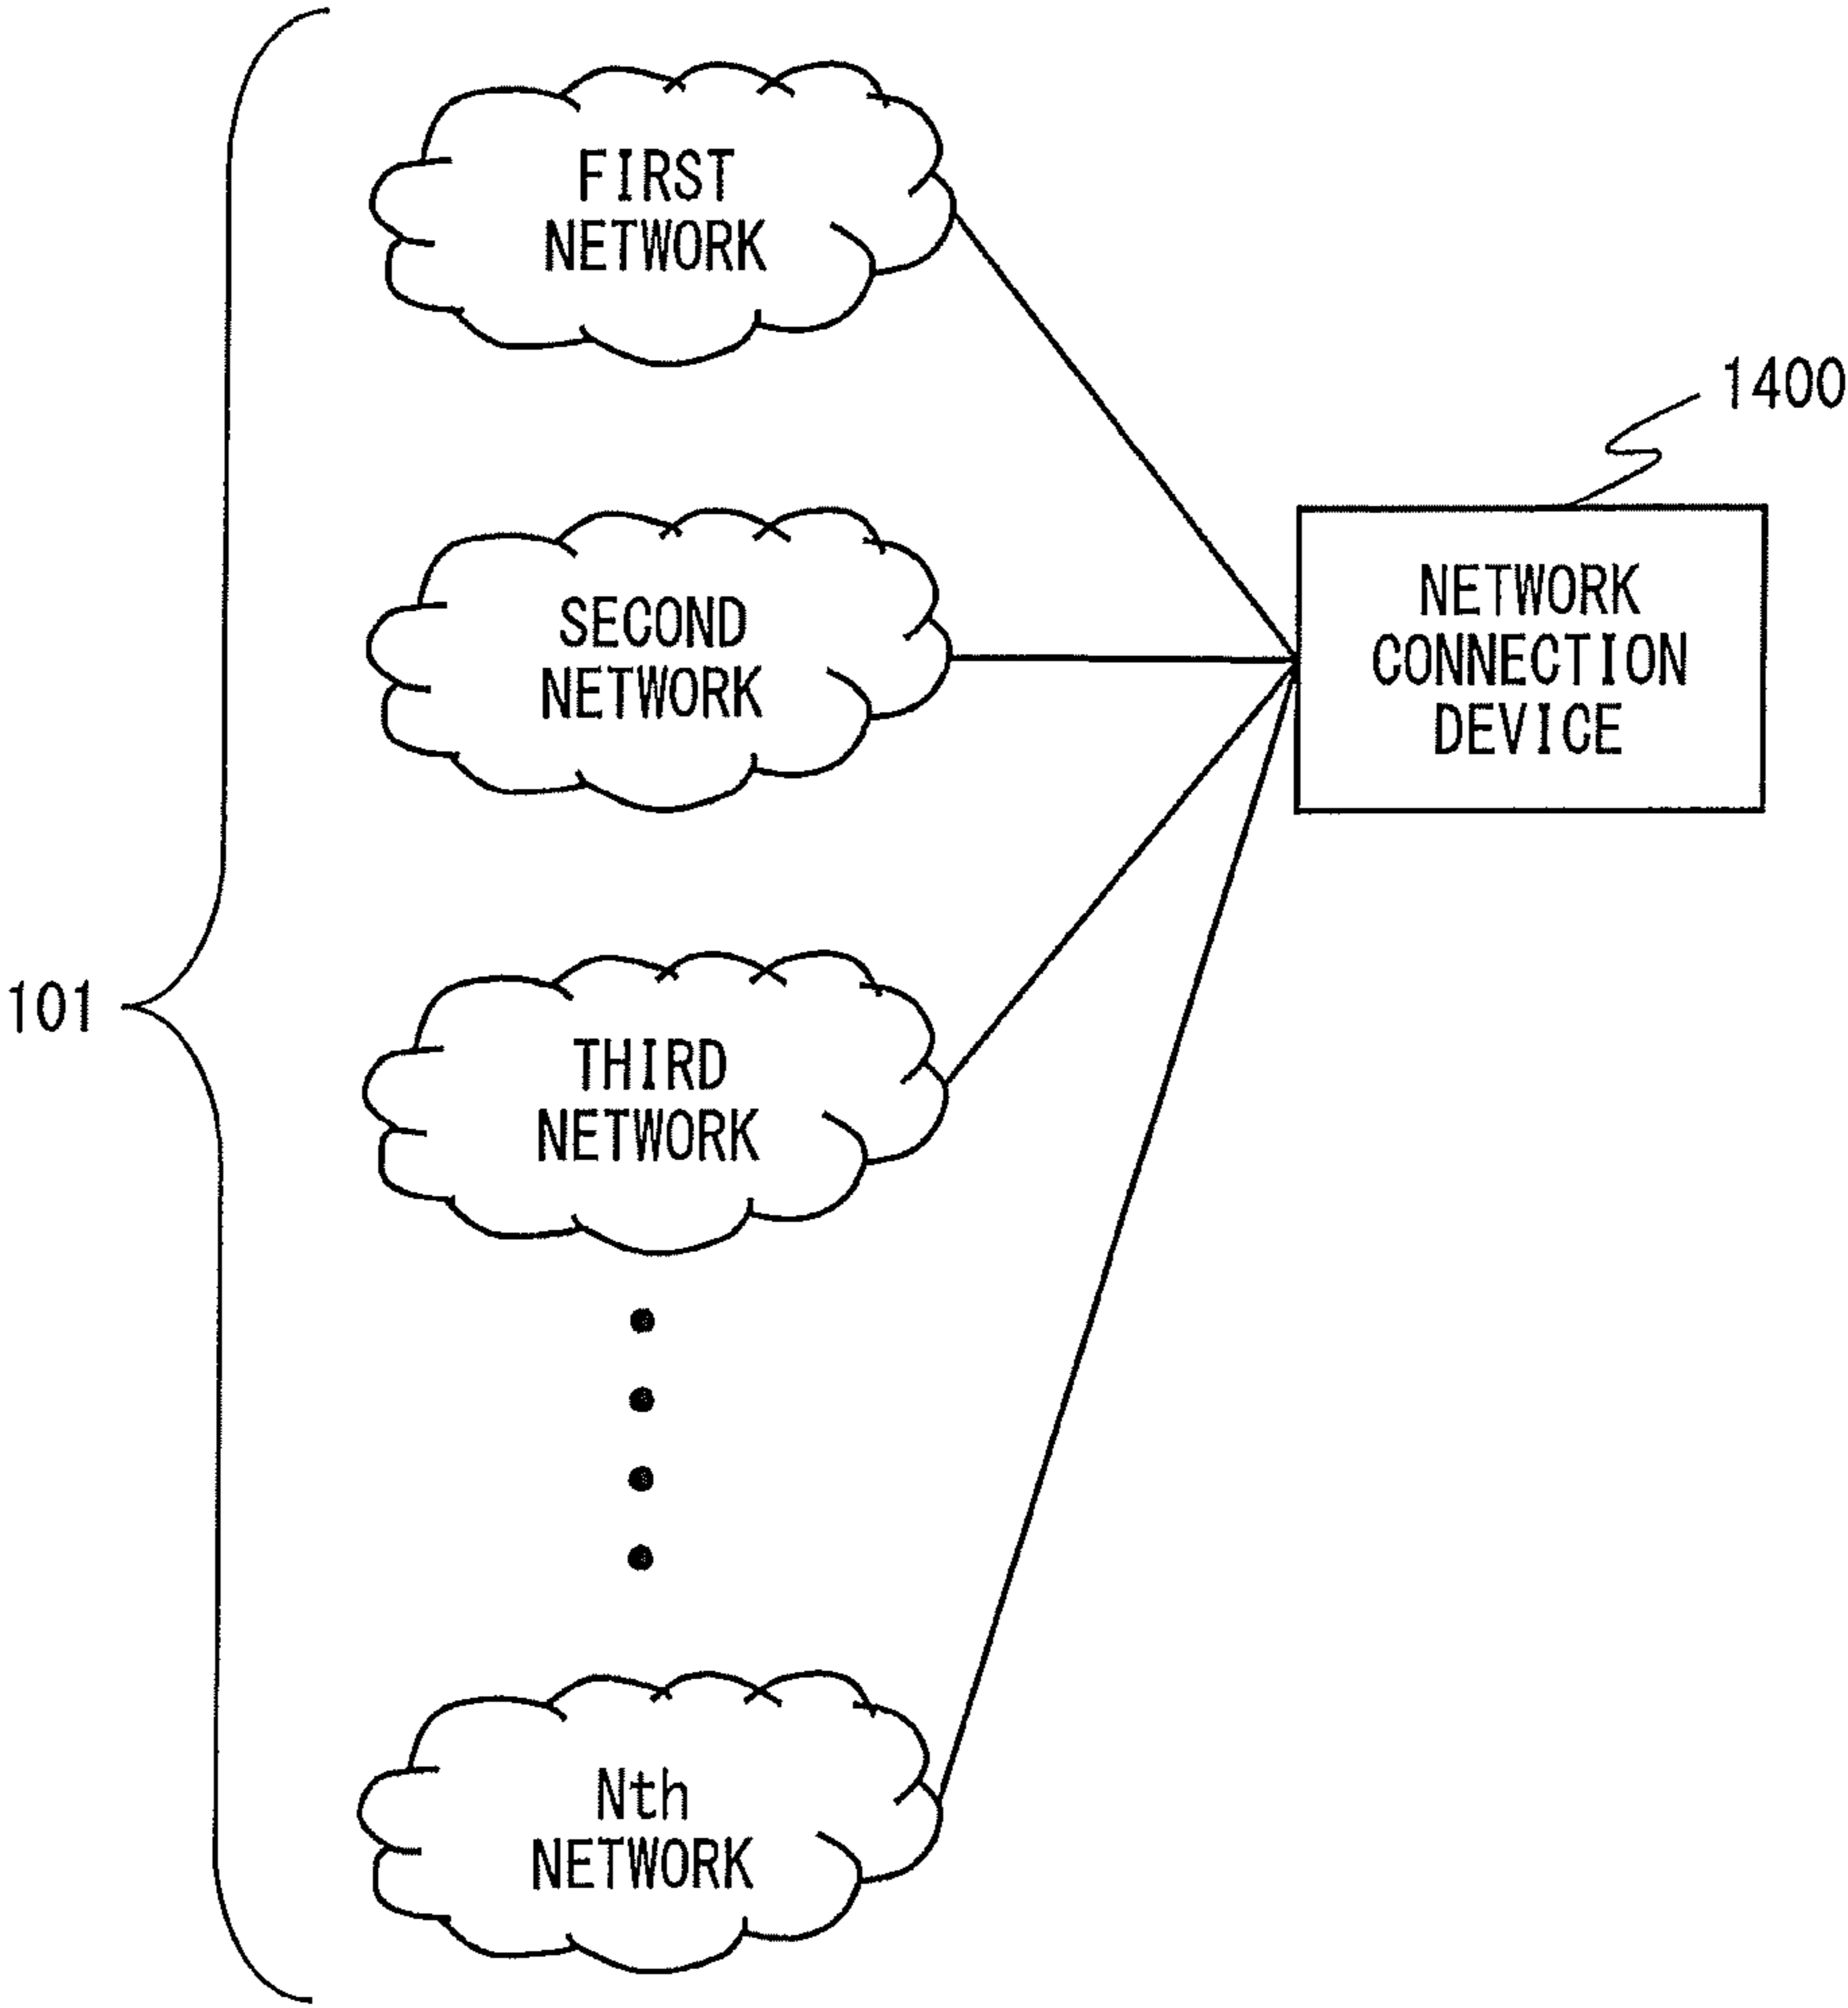 FIRST
NETWORK
1400
SECOND
NETWORK
NETWORK
CONNECTION
DEVICE
101
THIRD
NETWORK
Nth
NETWORK